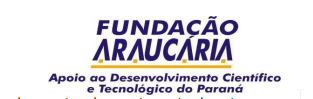 FUNDAÇÃO
ARAUCÁRIA
Apoio ao Desenvolvimento Científico
e Tecnológico do Paraná